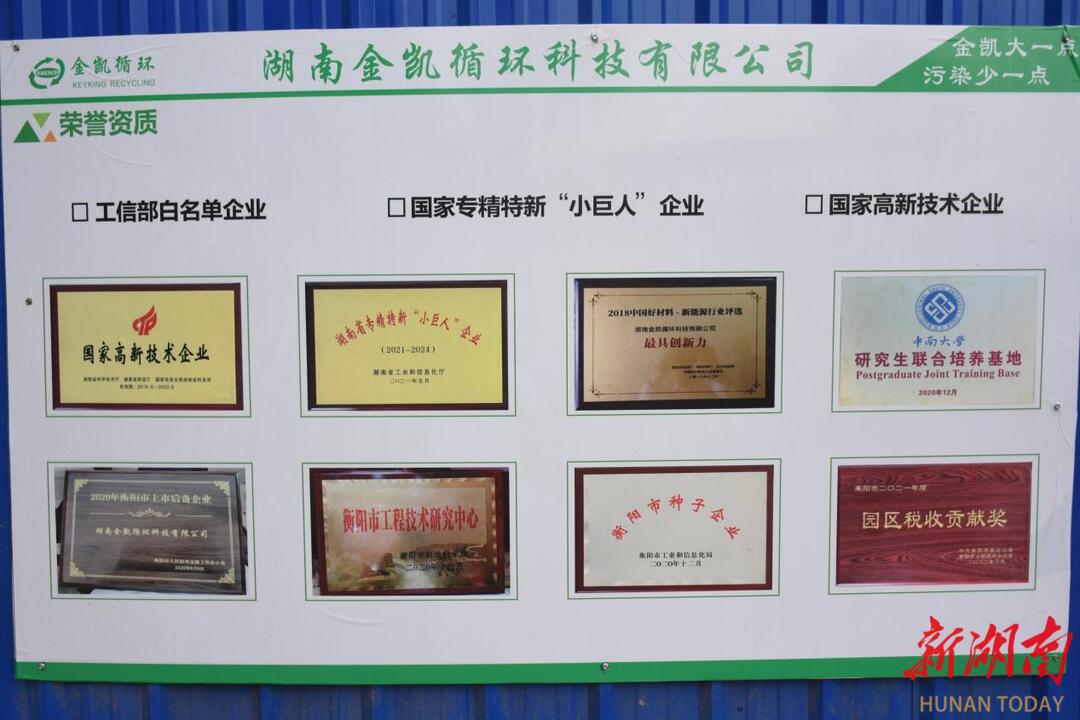 金凯循环
KEYKING RECYCLING
湖南金凯循环科技有限公司
金凯大一点
污染少一点
荣誉资质
□ 工信部白名单企业
□ 国家专精特新“小巨人”企业
□ 国家高新技术企业
国家高新技术企业
湖南省专精特新“小巨人”企业
(2021-2024)
湖南省工业和信息化厅
二〇二一年五月
2018中国好材料·新能源行业评选
湖南金凯循环科技有限公司
最具创新力
中南大学
研究生联合培养基地
Postgraduate Joint Training Base
2020年12月
2020年衡阳市上市后备企业
湖南金凯循环科技有限公司
衡阳市工程技术研究中心
衡阳市种子企业
衡阳市工业和信息化局
二〇二〇年十二月
衡阳市二〇二一年度
园区税收贡献奖
新湖南
HUNAN TODAY